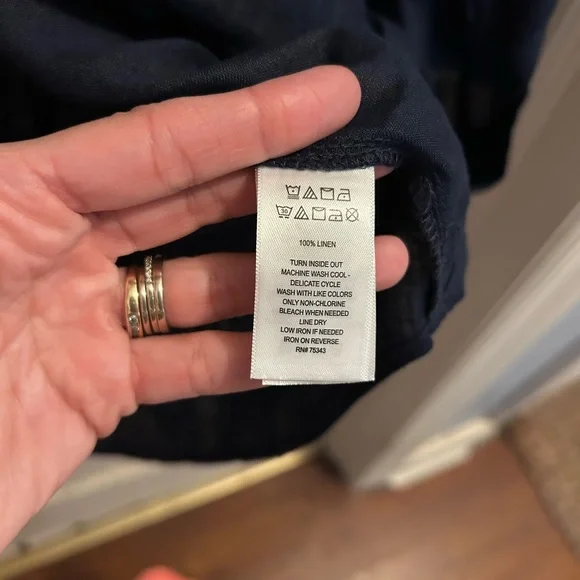 30
100% LINEN
TURN INSIDE OUT
MACHINE WASH COOL -
DELICATE CYCLE
WASH WITH LIKE COLORS
ONLY NON-CHLORINE
BLEACH WHEN NEEDED
LINE DRY
LOW IRON IF NEEDED
IRON ON REVERSE
RN# 75343